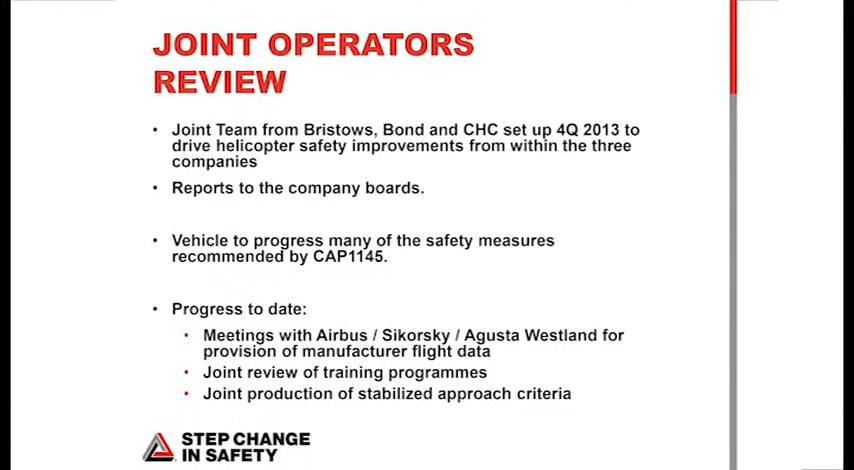 JOINT OPERATORS
REVIEW
• Joint Team from Bristows, Bond and CHC set up 4Q 2013 to
drive helicopter safety improvements from within the three
companies
• Reports to the company boards.
• Vehicle to progress many of the safety measures
recommended by CAP1145.
• Progress to date:
• Meetings with Airbus / Sikorsky / Agusta Westland for
provision of manufacturer flight data
• Joint review of training programmes
• Joint production of stabilized approach criteria
STEP CHANGE
IN SAFETY